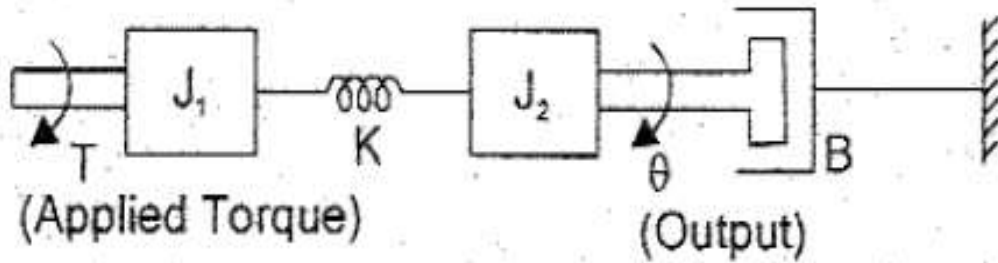 J₁
J₂
K
T
θ
B
(Applied Torque)
(Output)